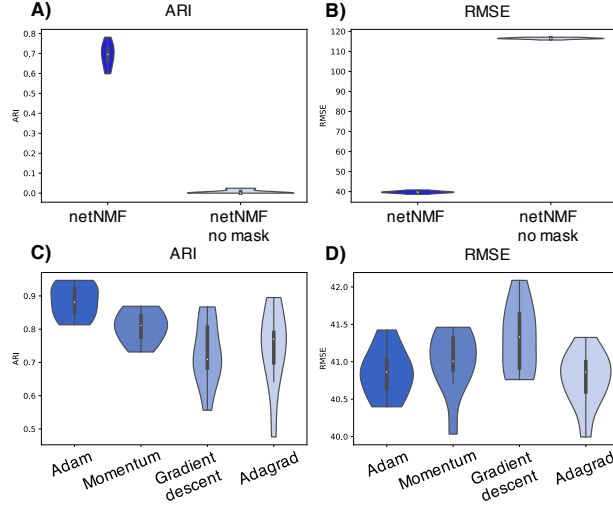 A)
ARI
0.8
0.7
0.6
0.5
0.4
0.3
0.2
0.1
0.0
ARI
netNMF
netNMF
no mask
B)
RMSE
120
110
100
90
80
70
60
50
40
RMSE
netNMF
netNMF
no mask
C)
ARI
0.9
0.8
0.7
0.6
0.5
ARI
Adam
Momentum
Gradient
descent
Adagrad
D)
RMSE
42.0
41.5
41.0
40.5
40.0
RMSE
Adam
Momentum
Gradient
descent
Adagrad